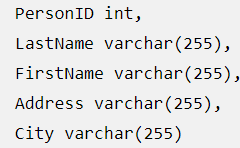 PersonID int,
LastName varchar(255),
FirstName varchar(255),
Address varchar(255),
City varchar(255)